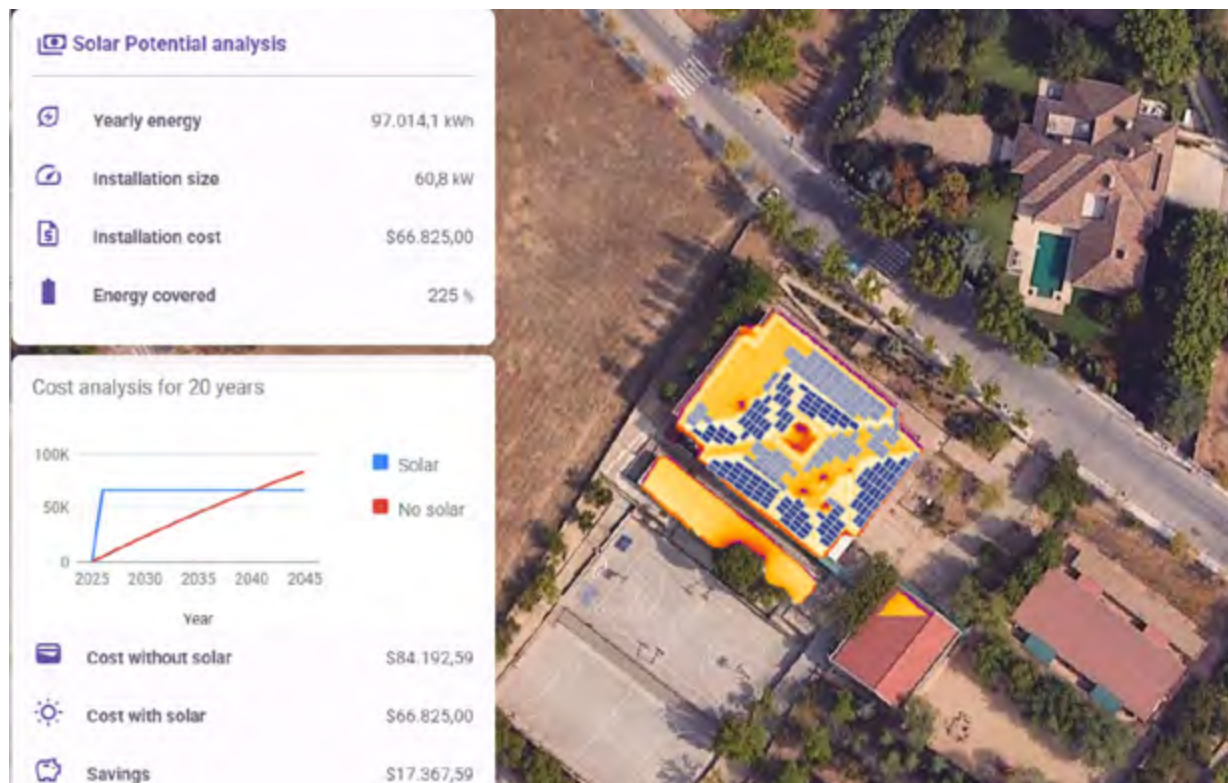 Solar Potential analysis
Yearly energy 97.014,1 kWh
Installation size 60,8 kW
Installation cost $66.825,00
Energy covered 225 %
Cost analysis for 20 years
100K
50K
0
Solar
No solar
2025 2030 2035 2040 2045
Year
Cost without solar $84.192,59
Cost with solar $66.825,00
Savings $17.367,59